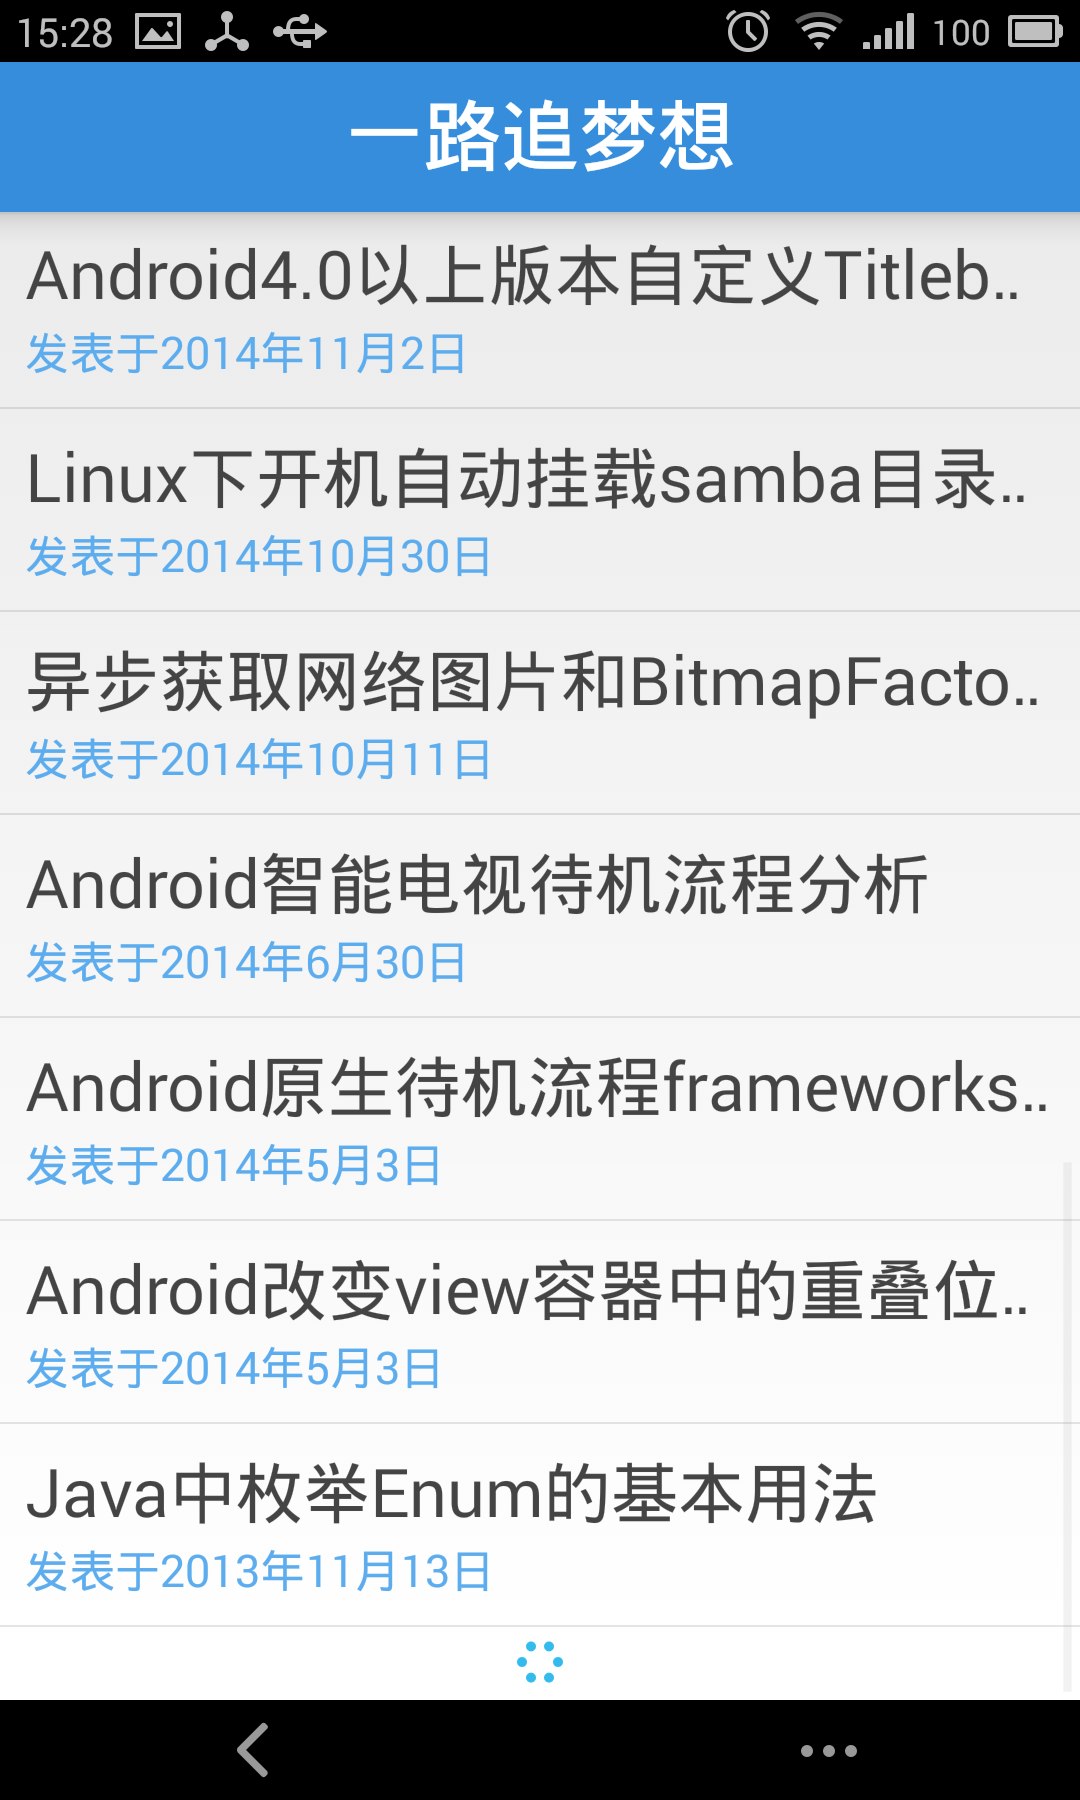 15:28
100
一路追梦想
Android4.0以上版本自定义Titleb..
发表于2014年11月2日
Linux下开机自动挂载samba目录..
发表于2014年10月30日
异步获取网络图片和BitmapFacto..
发表于2014年10月11日
Android智能电视待机流程分析
发表于2014年6月30日
Android原生待机流程frameworks..
发表于2014年5月3日
Android改变view容器中的重叠位..
发表于2014年5月3日
Java中枚举Enum的基本用法
发表于2013年11月13日